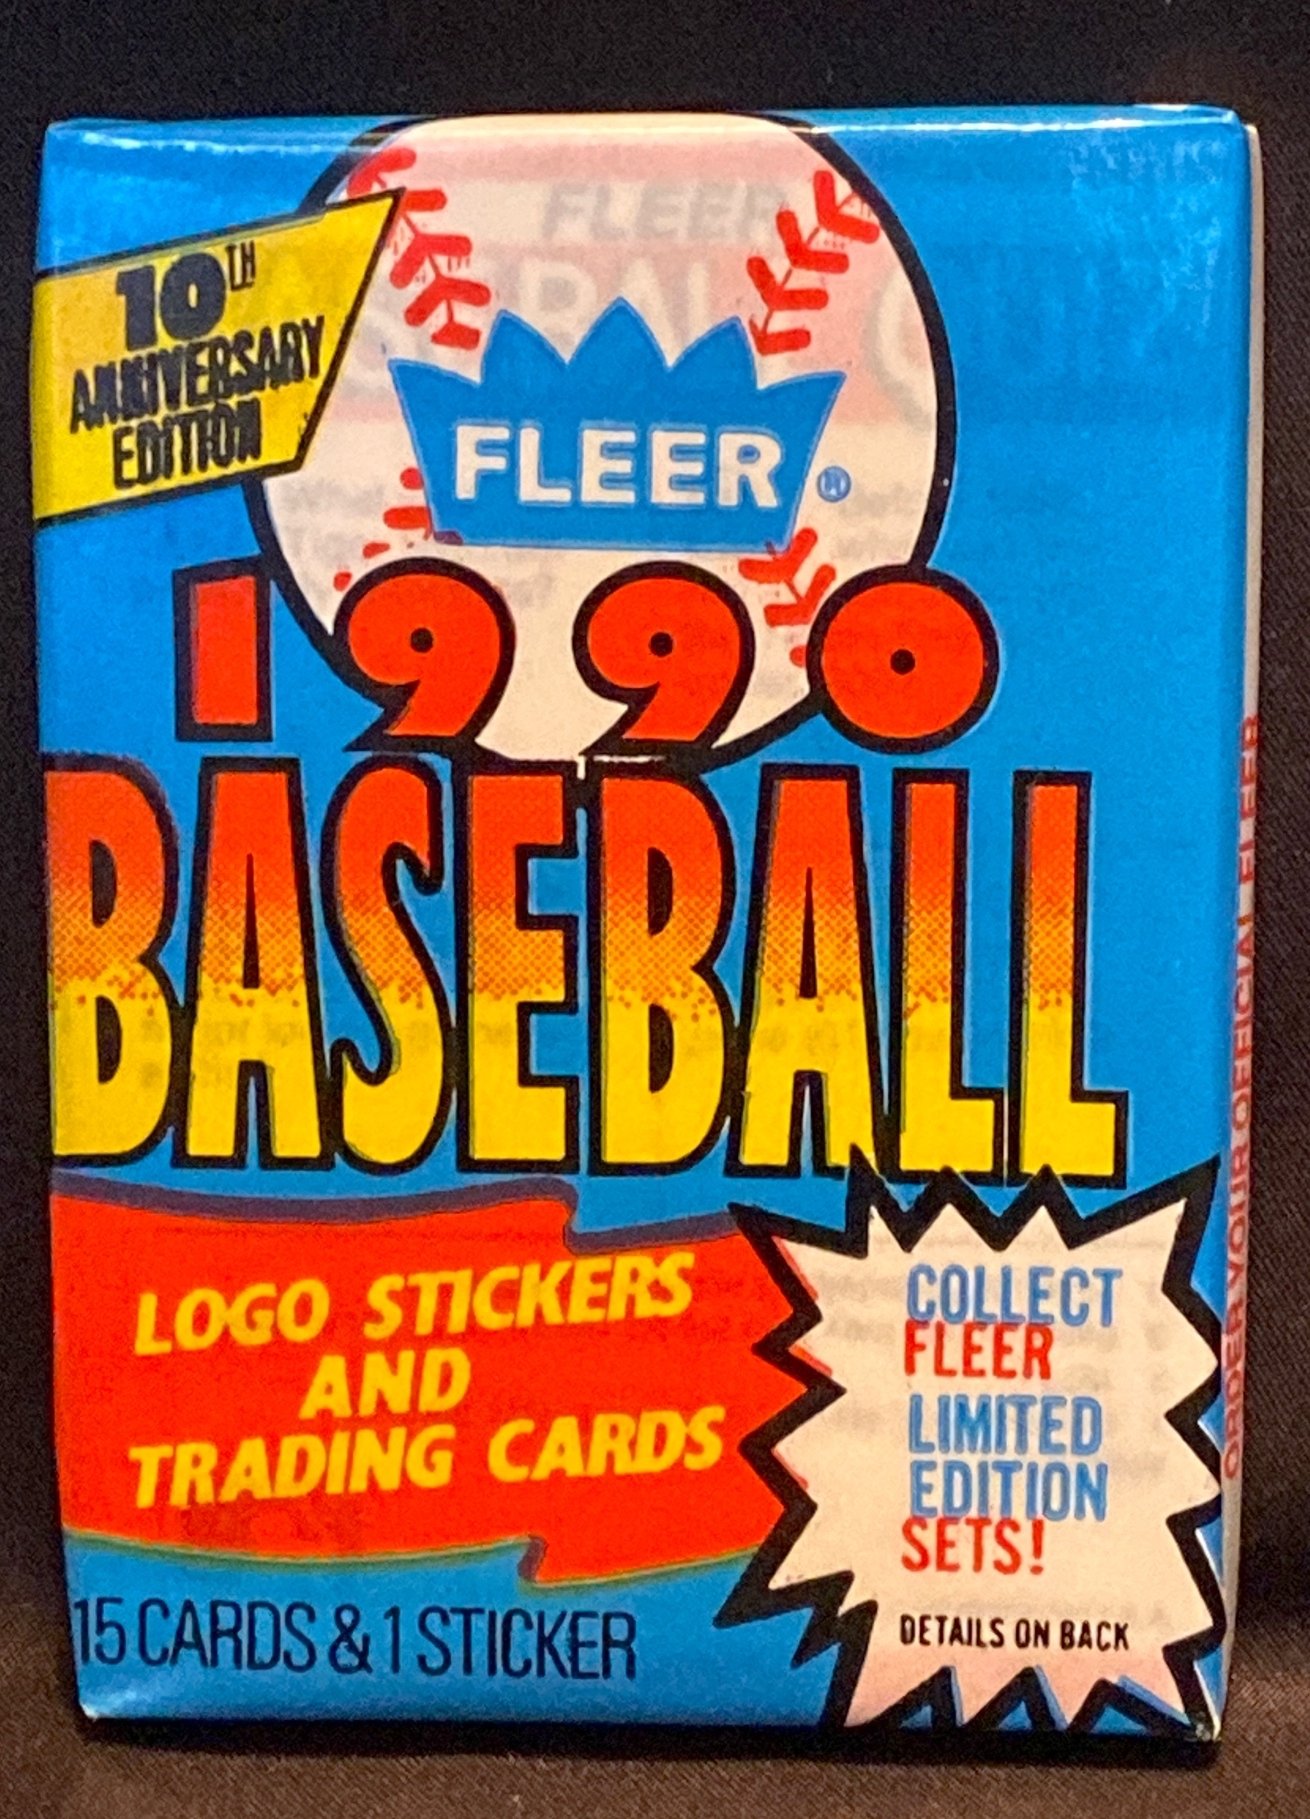 10TH
ANNIVERSARY
EDITION
FLEER
FLEER®
1990
BASEBALL
LOGO STICKERS
AND
TRADING CARDS
15 CARDS & 1 STICKER
COLLECT
FLEER
LIMITED
EDITION
SETS!
DETAILS ON BACK
ORDER YOUR OFFICIAL FLEER